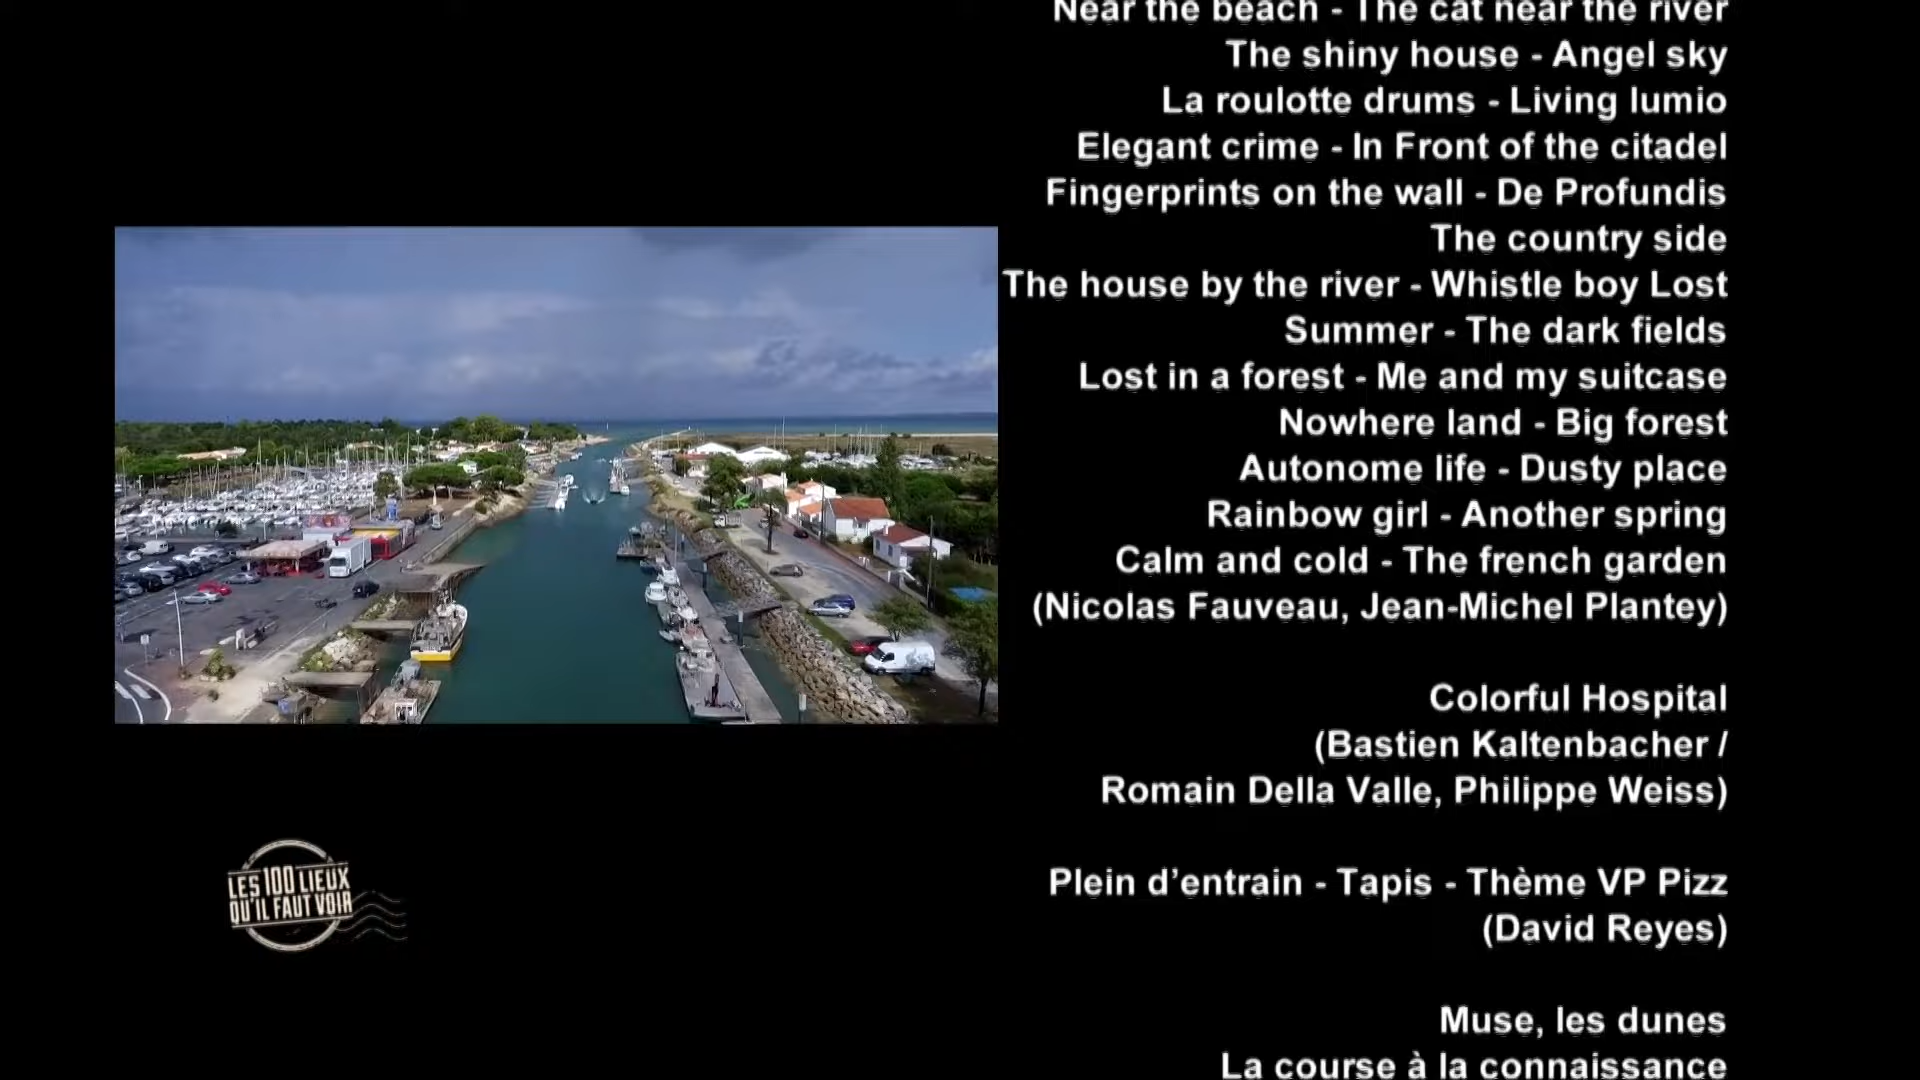 Near the beach - The cat near the river
The shiny house - Angel sky
La roulotte drums - Living lumio
Elegant crime - In Front of the citadel
Fingerprints on the wall - De Profundis
The country side
The house by the river - Whistle boy Lost
Summer - The dark fields
Lost in a forest - Me and my suitcase
Nowhere land - Big forest
Autonome life - Dusty place
Rainbow girl - Another spring
Calm and cold - The french garden
(Nicolas Fauveau, Jean-Michel Plantey)
Colorful Hospital
(Bastien Kaltenbacher /
Romain Della Valle, Philippe Weiss)
Plein d’entrain - Tapis - Thème VP Pizz
(David Reyes)
Muse, les dunes
La course à la connaissance
LES 100 LIEUX
QU'IL FAUT VOIR